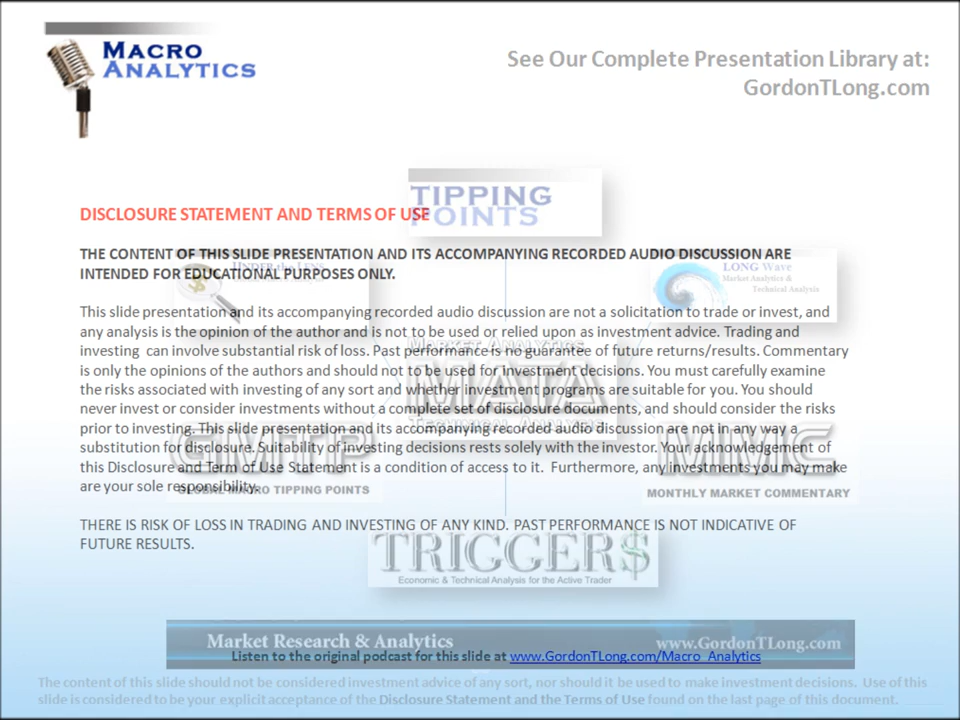 MACRO
ANALYTICS
See Our Complete Presentation Library at:
GordonTLong.com
TIPPING
POINTS
DISCLOSURE STATEMENT AND TERMS OF USE
THE CONTENT OF THIS SLIDE PRESENTATION AND ITS ACCOMPANYING RECORDED AUDIO DISCUSSION ARE
INTENDED FOR EDUCATIONAL PURPOSES ONLY.
UNDER the LENS
LONG Wave
Market Analytics &
Technical Analysis
This slide presentation and its accompanying recorded audio discussion are not a solicitation to trade or invest, and
any analysis is the opinion of the author and is not to be used or relied upon as investment advice. Trading and
investing can involve substantial risk of loss. Past performance is no guarantee of future returns/results. Commentary
is only the opinions of the authors and should not to be used for investment decisions. You must carefully examine
the risks associated with investing of any sort and whether investment programs are suitable for you. You should
never invest or consider investments without a complete set of disclosure documents, and should consider the risks
prior to investing. This slide presentation and its accompanying recorded audio discussion are not in any way a
substitution for disclosure. Suitability of investing decisions rests solely with the investor. Your acknowledgement of
this Disclosure and Term of Use Statement is a condition of access to it. Furthermore, any investments you may make
are your sole responsibility.
MARKET ANALYTICS
MATA
TECHNICAL ANALYSIS
GMTP
GLOBAL MACRO TIPPING POINTS
MMC
MONTHLY MARKET COMMENTARY
THERE IS RISK OF LOSS IN TRADING AND INVESTING OF ANY KIND. PAST PERFORMANCE IS NOT INDICATIVE OF
FUTURE RESULTS.
TRIGGER$
Economic & Technical Analysis for the Active Trader
Market Research & Analytics
www.GordonTLong.com
Listen to the original podcast for this slide at www.GordonTLong.com/Macro_Analytics
The content of this slide should not be considered investment advice of any sort, nor should it be used to make investment decisions. Use of this
slide is considered to be your explicit acceptance of the Disclosure Statement and the Terms of Use found on the last page of this document.